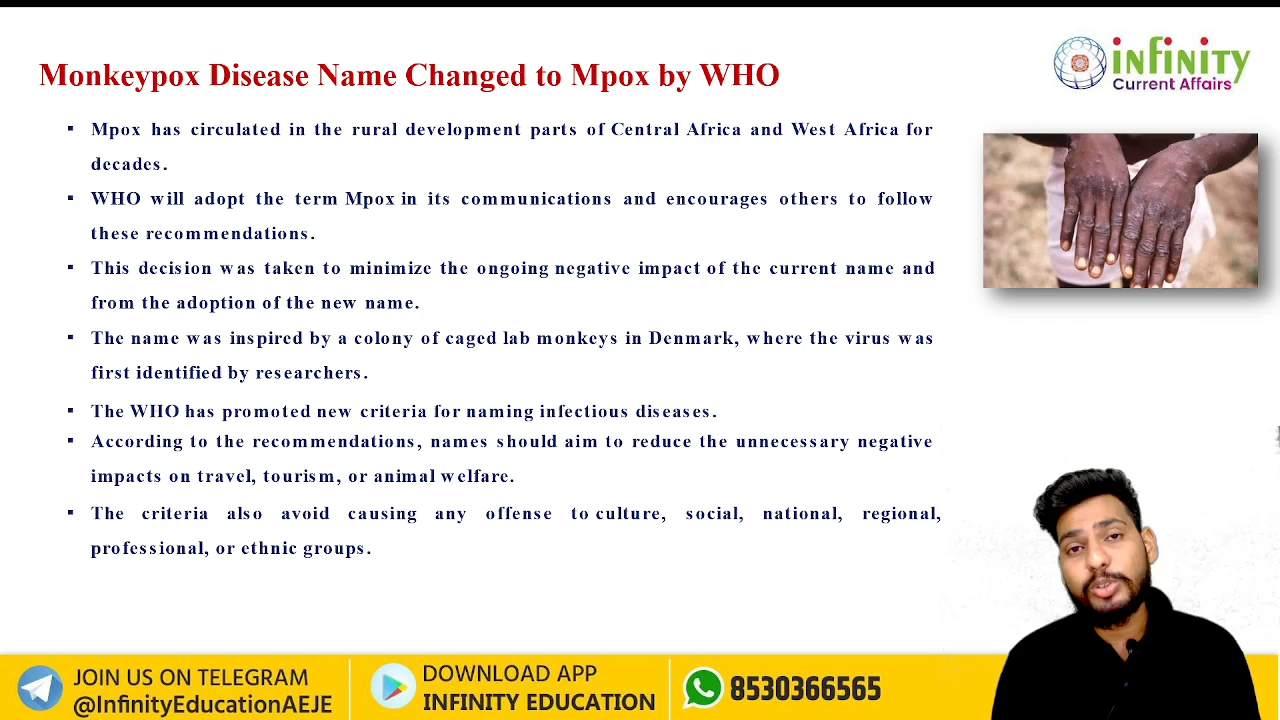 infinity
Current Affairs
Monkeypox Disease Name Changed to Mpox by WHO
▪ Mpox has circulated in the rural development parts of Central Africa and West Africa for
decades.
▪ WHO will adopt the term Mpox in its communications and encourages others to follow
these recommendations.
▪ This decision was taken to minimize the ongoing negative impact of the current name and
from the adoption of the new name.
▪ The name was inspired by a colony of caged lab monkeys in Denmark, where the virus was
first identified by researchers.
▪ The WHO has promoted new criteria for naming infectious diseases.
▪ According to the recommendations, names should aim to reduce the unnecessary negative
impacts on travel, tourism, or animal welfare.
▪ The criteria also avoid causing any offense to culture, social, national, regional,
professional, or ethnic groups.
JOIN US ON TELEGRAM
@InfinityEducationAEJE
DOWNLOAD APP
INFINITY EDUCATION
8530366565